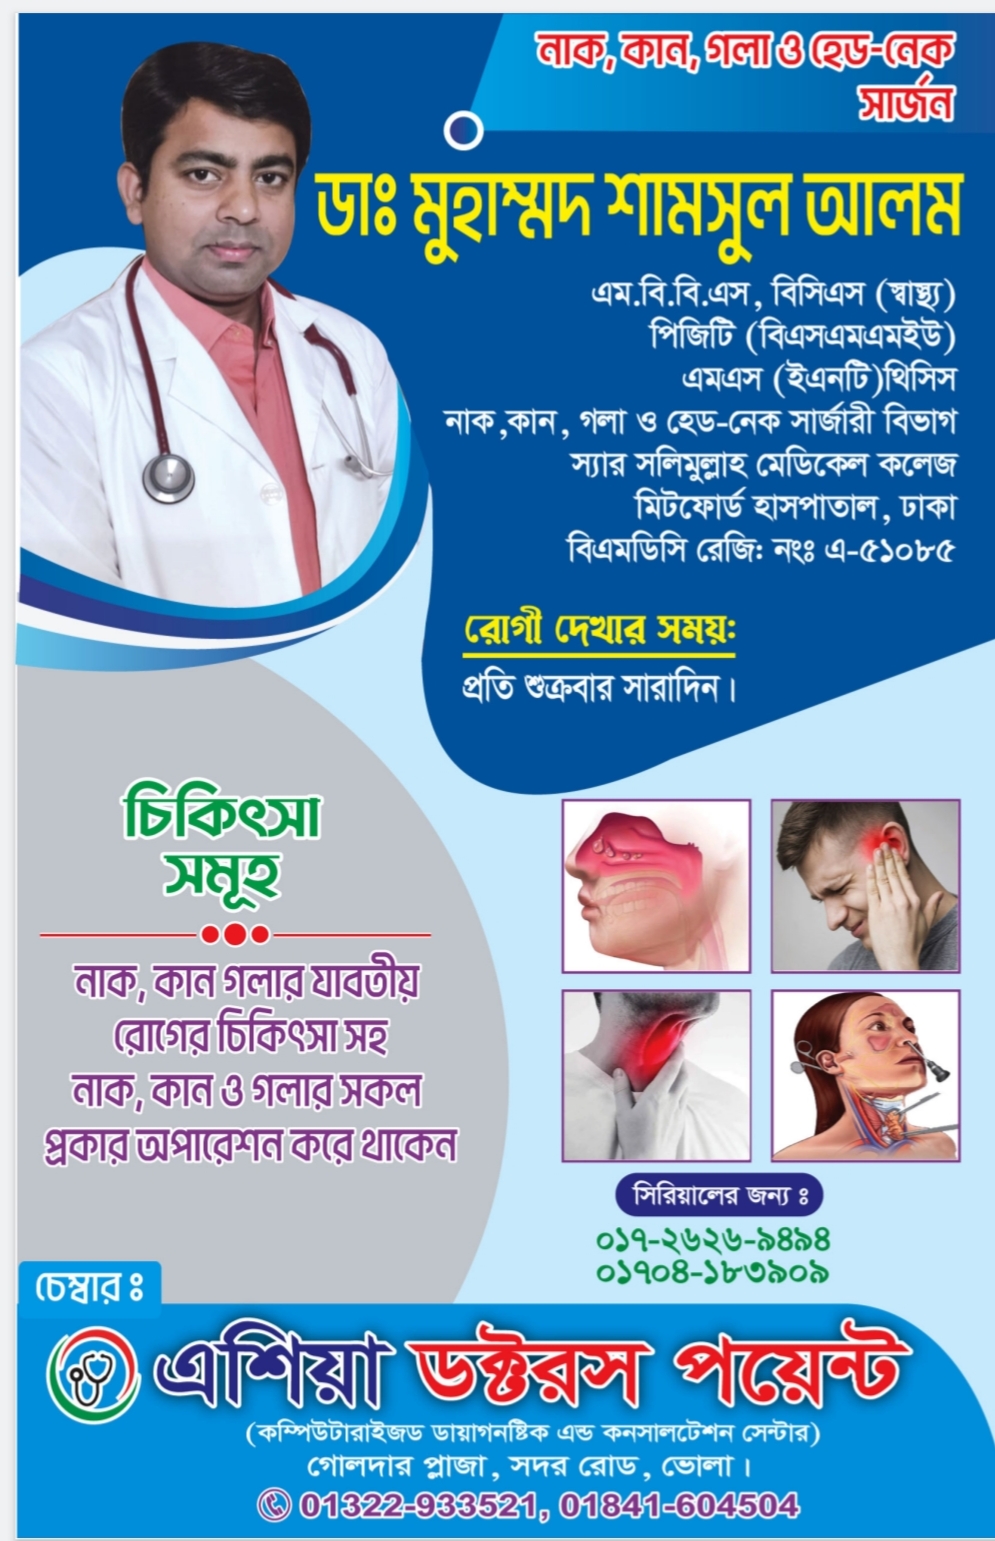 নাক, কান, গলা ও হেড-নেক
সার্জন
ডাঃ মুহাম্মদ শামসুল আলম
এম.বি.বি.এস, বিসিএস (স্বাস্থ্য)
পিজিটি (বিএসএমএমইউ)
এমএস (ইএনটি)থিসিস
নাক,কান, গলা ও হেড-নেক সার্জারী বিভাগ
স্যার সলিমুল্লাহ মেডিকেল কলেজ
মিটফোর্ড হাসপাতাল, ঢাকা
বিএমডিসি রেজি: নংঃ এ-৫১০৮৫
রোগী দেখার সময়:
প্রতি শুক্রবার সারাদিন।
চিকিৎসা
সমূহ
নাক, কান গলার যাবতীয়
রোগের চিকিৎসা সহ
নাক, কান ও গলার সকল
প্রকার অপারেশন করে থাকেন
সিরিয়ালের জন্য ঃ
০১৭-২৬২৬-৯৪৯৪
০১৭০৪-১৮৩৯০৯
চেম্বার ঃ
এশিয়া ডক্টরস পয়েন্ট
(কম্পিউটারাইজড ডায়াগনষ্টিক এন্ড কনসালটেশন সেন্টার)
গোলদার প্লাজা, সদর রোড, ভোলা।
01322-933521, 01841-604504